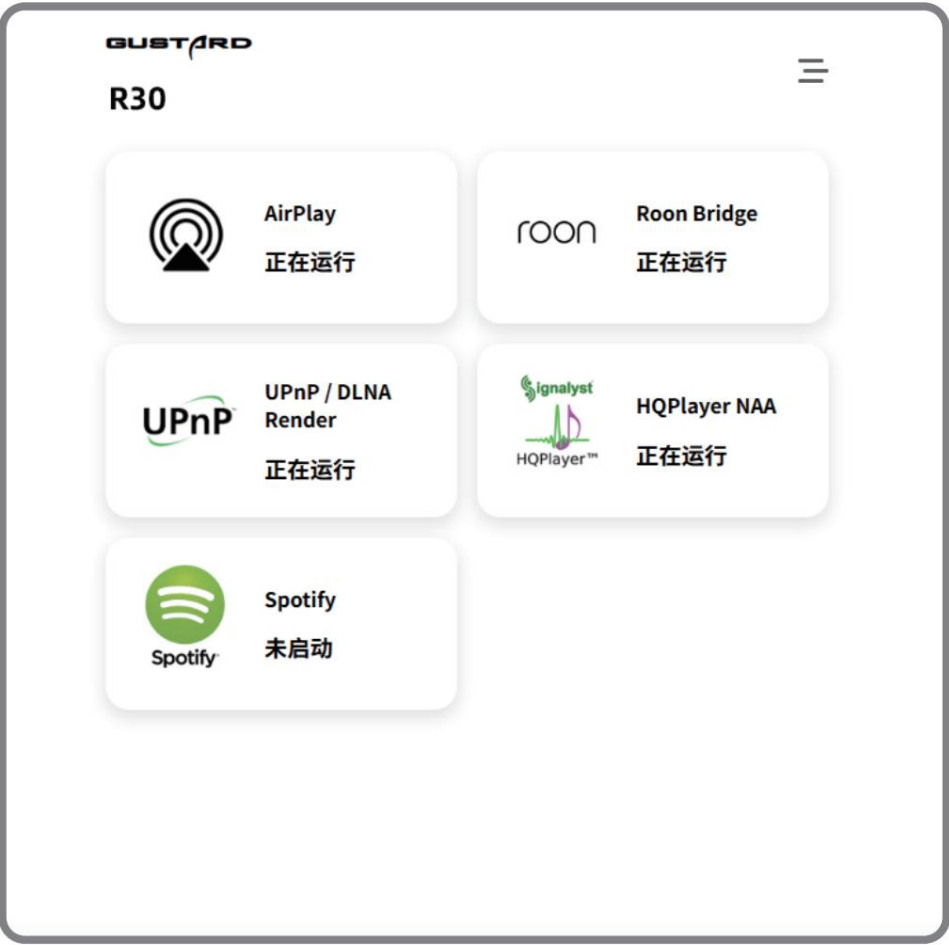 GUSTARD
R30
AirPlay
正在运行
roon
Roon Bridge
正在运行
UPnP™
UPnP / DLNA
Render
正在运行
Signalyst
HQPlayer™
HQPlayer NAA
正在运行
Spotify
Spotify
未启动